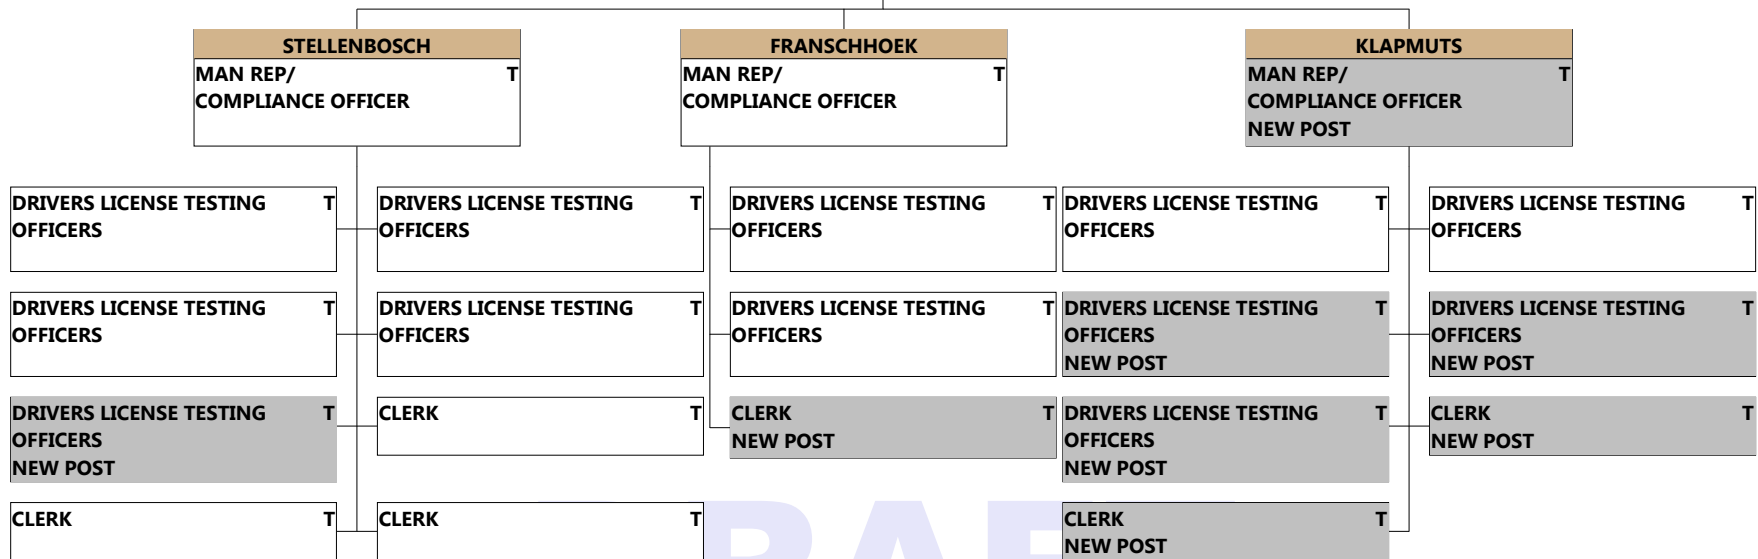 STELLENBOSCH
MAN REP/ T
COMPLIANCE OFFICER
FRANSCHHOEK
MAN REP/ T
COMPLIANCE OFFICER
KLAPMUTS
MAN REP/ T
COMPLIANCE OFFICER
NEW POST
DRIVERS LICENSE TESTING T
OFFICERS
DRIVERS LICENSE TESTING T
OFFICERS
DRIVERS LICENSE TESTING T
OFFICERS
DRIVERS LICENSE TESTING T
OFFICERS
DRIVERS LICENSE TESTING T
OFFICERS
DRIVERS LICENSE TESTING T
OFFICERS
DRIVERS LICENSE TESTING T
OFFICERS
DRIVERS LICENSE TESTING T
OFFICERS
DRIVERS LICENSE TESTING T
OFFICERS
NEW POST
DRIVERS LICENSE TESTING T
OFFICERS
NEW POST
DRIVERS LICENSE TESTING T
OFFICERS
NEW POST
CLERK T
CLERK T
NEW POST
DRIVERS LICENSE TESTING T
OFFICERS
NEW POST
CLERK T
NEW POST
CLERK T
CLERK T
CLERK T
NEW POST